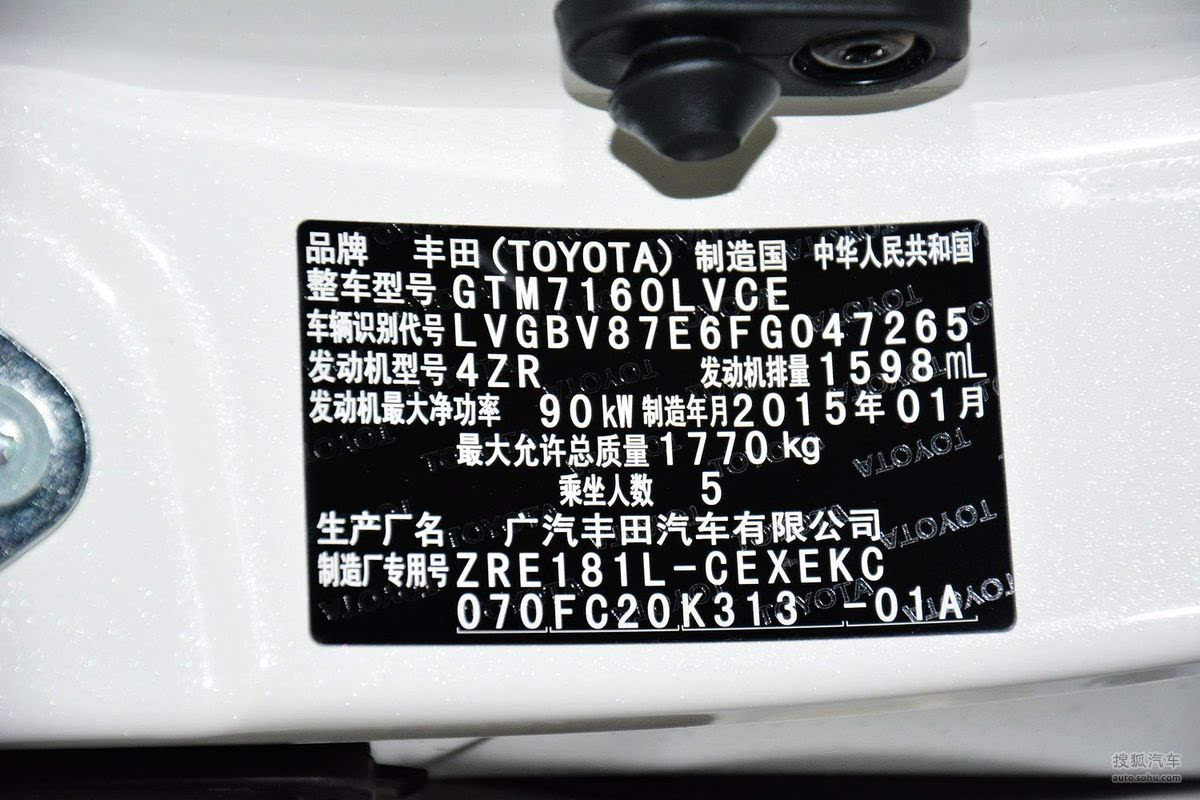 品牌 丰田(TOYOTA) 制造国 中华人民共和国
整车型号 GTM7160LVCE
车辆识别代号 LVGBV87E6FG047265
发动机型号 4ZR 发动机排量 1598mL
发动机最大净功率 90kW 制造年月 2015年01月
最大允许总质量 1770kg
乘坐人数 5
生产厂名 广汽丰田汽车有限公司
制造厂专用号 ZRE181L-CEXEKC
070FC20K313 -01A
搜狐汽车
auto.sohu.com